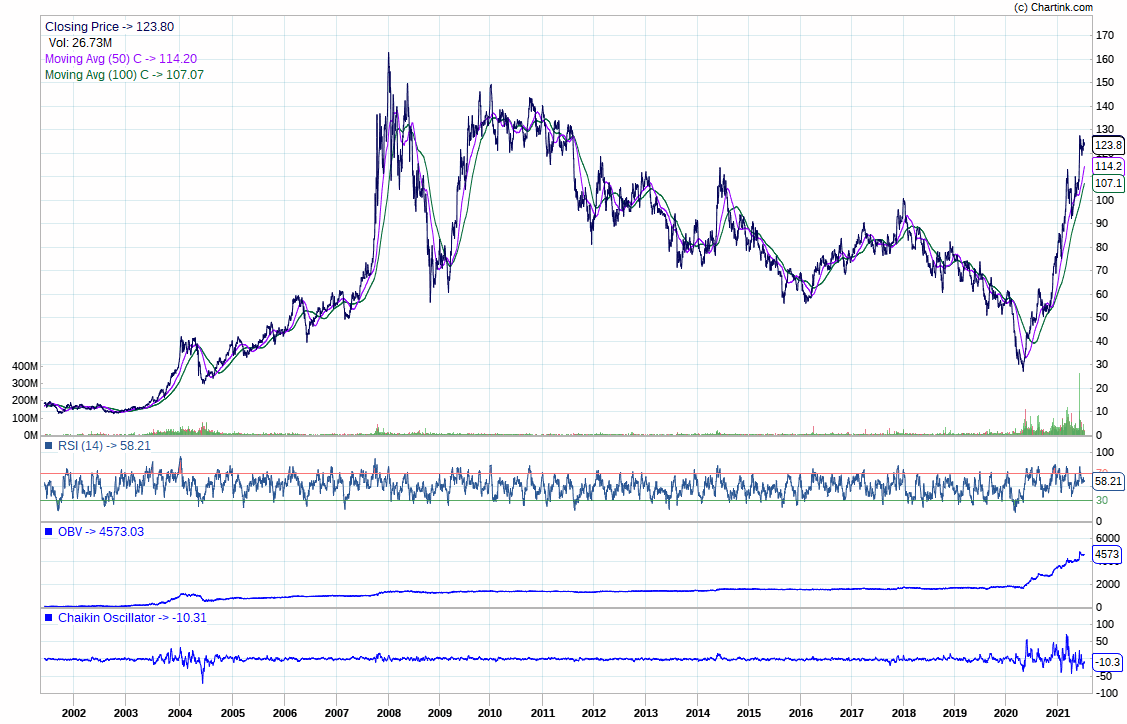 (c) Chartink.com
Closing Price -> 123.80
Vol: 26.73M
Moving Avg (50) C -> 114.20
Moving Avg (100) C -> 107.07
170
160
150
140
130
123.8
114.2
107.1
100
90
80
70
60
50
40
30
20
10
0
400M
300M
200M
100M
0M
RSI (14) -> 58.21
100
70
58.21
30
0
OBV -> 4573.03
6000
4573
2000
0
Chaikin Oscillator -> -10.31
100
50
-10.3
-50
-100
2002 2003 2004 2005 2006 2007 2008 2009 2010 2011 2012 2013 2014 2015 2016 2017 2018 2019 2020 2021